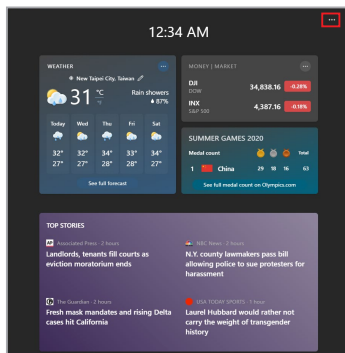 12:34 AM
WEATHER
New Taipei City, Taiwan
31 °C
°F
Rain showers
87%
Today Wed Thu Fri Sat
32° 32° 34° 33° 34°
27° 27° 28° 28° 27°
See full forecast
MONEY | MARKET
DJI
DOW
34,838.16 -0.28%
INX
S&P 500
4,387.16 -0.18%
SUMMER GAMES 2020
Medal count Total
1 China 29 18 16 63
See full medal count on Olympics.com
TOP STORIES
AP Associated Press · 2 hours
Landlords, tenants fill courts as
eviction moratorium ends
NBC News · 2 hours
N.Y. county lawmakers pass bill
allowing police to sue protesters for
harassment
The Guardian · 2 hours
Fresh mask mandates and rising Delta
cases hit California
USA TODAY SPORTS · 1 hour
Laurel Hubbard would rather not
carry the weight of transgender
history